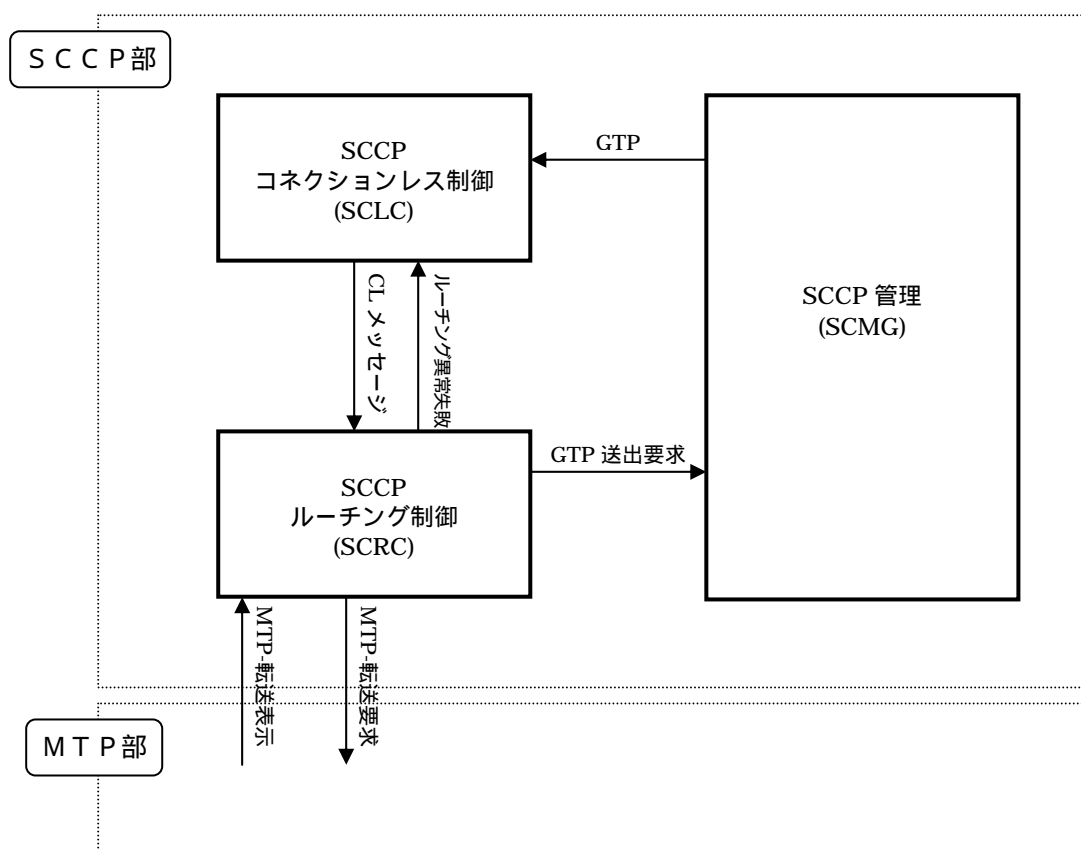 ＳＣＣＰ部
SCCP
コネクションレス制御
(SCLC)
GTP
SCCP 管理
(SCMG)
CL メッセージ
ルーチング異常失敗
SCCP
ルーチング制御
(SCRC)
GTP 送出要求
MTP-転送表示
MTP-転送要求
ＭＴＰ部